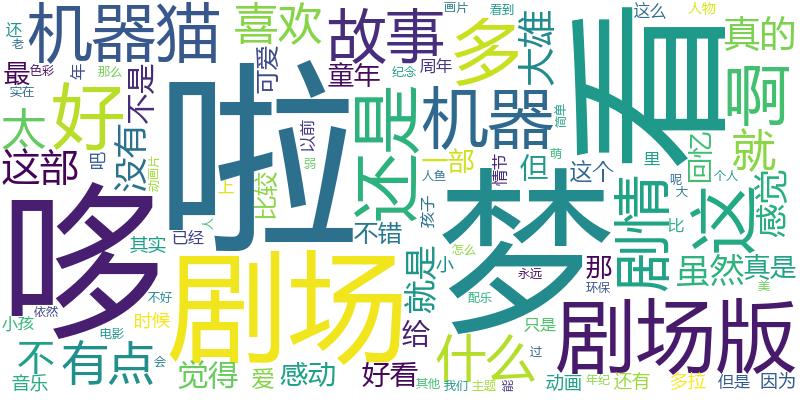 机器猫
喜欢
故事
多
大雄
看
这么
人物
真的
画片
看到
还
老
最
色彩
那么
年
可爱
童年
纪念
周年
实在
不是
好
啦
还是
机器
啊
太
没有
以前
简单
就
这部
吧
动画片
弱
一部
情节
但
萌
这个
里
回忆
上
比较
人鱼
呢
大
个人
哆
人
孩子
梦
剧情
比
这
感觉
其实
已经
不错
怎么
剧场
就是
小
那
虽然
真是
依然
不好
永远
环保
美
小孩
时候
给
配乐
剧场版
电影
什么
只是
过
不
有点
会
觉得
爱
感动
好看
音乐
其他
我们
主题
能
动画
年纪
还有
多拉
但是
因为